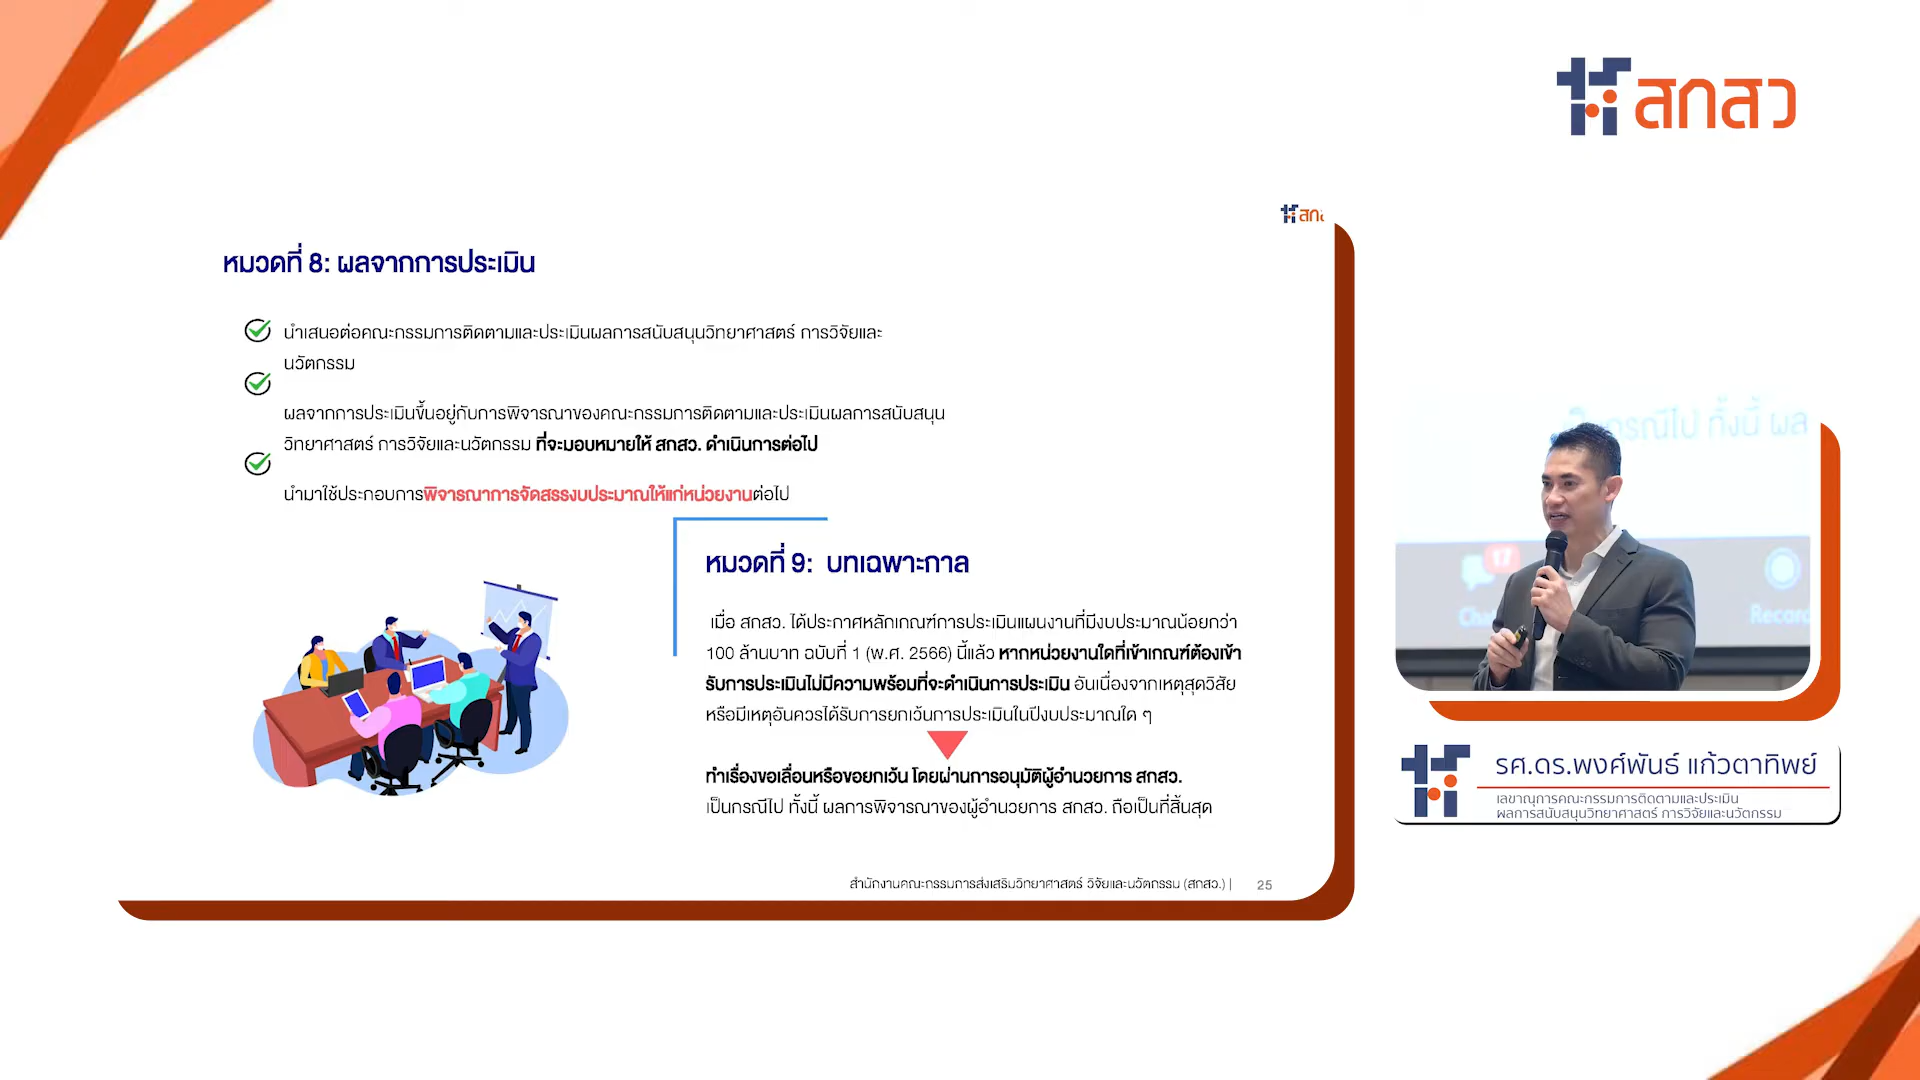 สกสว
หมวดที่ 8: ผลจากการประเมิน
นำเสนอต่อคณะกรรมการติดตามและประเมินผลการสนับสนุนวิทยาศาสตร์ การวิจัยและ
นวัตกรรม
ผลจากการประเมินขึ้นอยู่กับการพิจารณาของคณะกรรมการติดตามและประเมินผลการสนับสนุน
วิทยาศาสตร์ การวิจัยและนวัตกรรม ที่จะมอบหมายให้ สกสว. ดำเนินการต่อไป
นำมาใช้ประกอบการพิจารณาการจัดสรรงบประมาณให้แก่หน่วยงานต่อไป
หมวดที่ 9: บทเฉพาะกาล
เมื่อ สกสว. ได้ประกาศหลักเกณฑ์การประเมินแผนงานที่มีงบประมาณน้อยกว่า
100 ล้านบาท ฉบับที่ 1 (พ.ศ. 2566) นี้แล้ว หากหน่วยงานใดที่เข้าเกณฑ์ต้องเข้า
รับการประเมินไม่มีความพร้อมที่จะดำเนินการประเมิน อันเนื่องจากเหตุสุดวิสัย
หรือมีเหตุอันควรได้รับการยกเว้นการประเมินในปีงบประมาณใด ๆ
ทำเรื่องขอเลื่อนหรือขอยกเว้น โดยผ่านการอนุมัติผู้อำนวยการ สกสว.
เป็นกรณีไป ทั้งนี้ ผลการพิจารณาของผู้อำนวยการ สกสว. ถือเป็นที่สิ้นสุด
สำนักงานคณะกรรมการส่งเสริมวิทยาศาสตร์ วิจัยและนวัตกรรม (สกสว.) | 25
กรณีไป ทั้งนี้ ผล
17
Record
รศ.ดร.พงศ์พันธ์ แก้วตาทิพย์
เลขานุการคณะกรรมการติดตามและประเมิน
ผลการสนับสนุนวิทยาศาสตร์ การวิจัยและนวัตกรรม